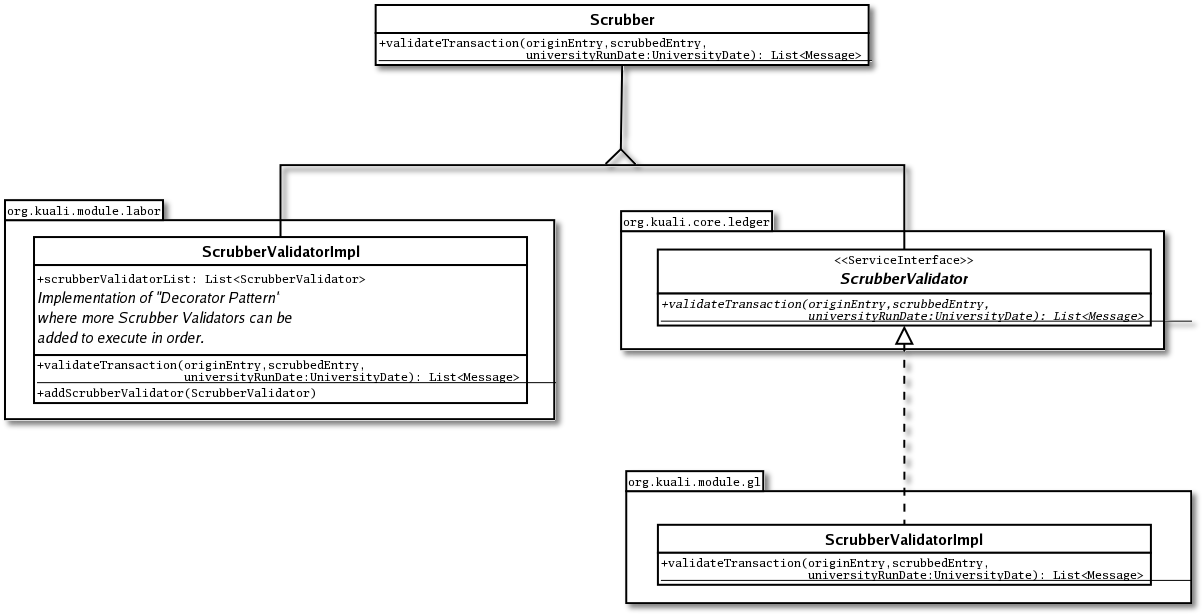 Scrubber
+validateTransaction(originEntry,scrubbedEntry,
universityRunDate:UniversityDate): List<Message>
org.kuali.module.labor
ScrubberValidatorImpl
+scrubberValidatorList: List<ScrubberValidator>
Implementation of "Decorator Pattern'
where more Scrubber Validators can be
added to execute in order.
+validateTransaction(originEntry,scrubbedEntry,
universityRunDate:UniversityDate): List<Message>
+addScrubberValidator(ScrubberValidator)
org.kuali.core.ledger
<<ServiceInterface>>
ScrubberValidator
+validateTransaction(originEntry,scrubbedEntry,
universityRunDate:UniversityDate): List<Message>
org.kuali.module.gl
ScrubberValidatorImpl
+validateTransaction(originEntry,scrubbedEntry,
universityRunDate:UniversityDate): List<Message>